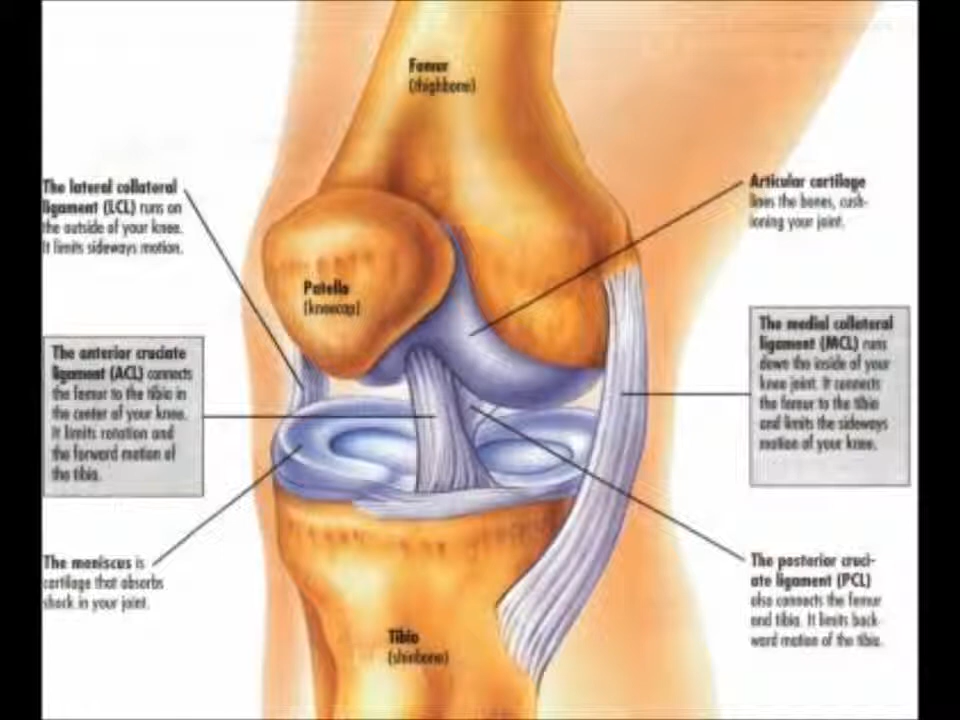 Femur
(thighbone)
The lateral collateral
ligament (LCL) runs on
the outside of your knee.
It limits sideways motion.
Articular cartilage
lines the bones, cush-
ioning your joint.
Patella
(kneecap)
The anterior cruciate
ligament (ACL) connects
the femur to the tibia in
the center of your knee.
It limits rotation and
the forward motion of
the tibia.
The medial collateral
ligament (MCL) runs
down the inside of your
knee joint. It connects
the femur to the tibia
and limits the sideways
motion of your knee.
The meniscus is
cartilage that absorbs
shock in your joint.
The posterior cruci-
ate ligament (PCL)
also connects the femur
and tibia. It limits back-
ward motion of the tibia.
Tibia
(shinbone)